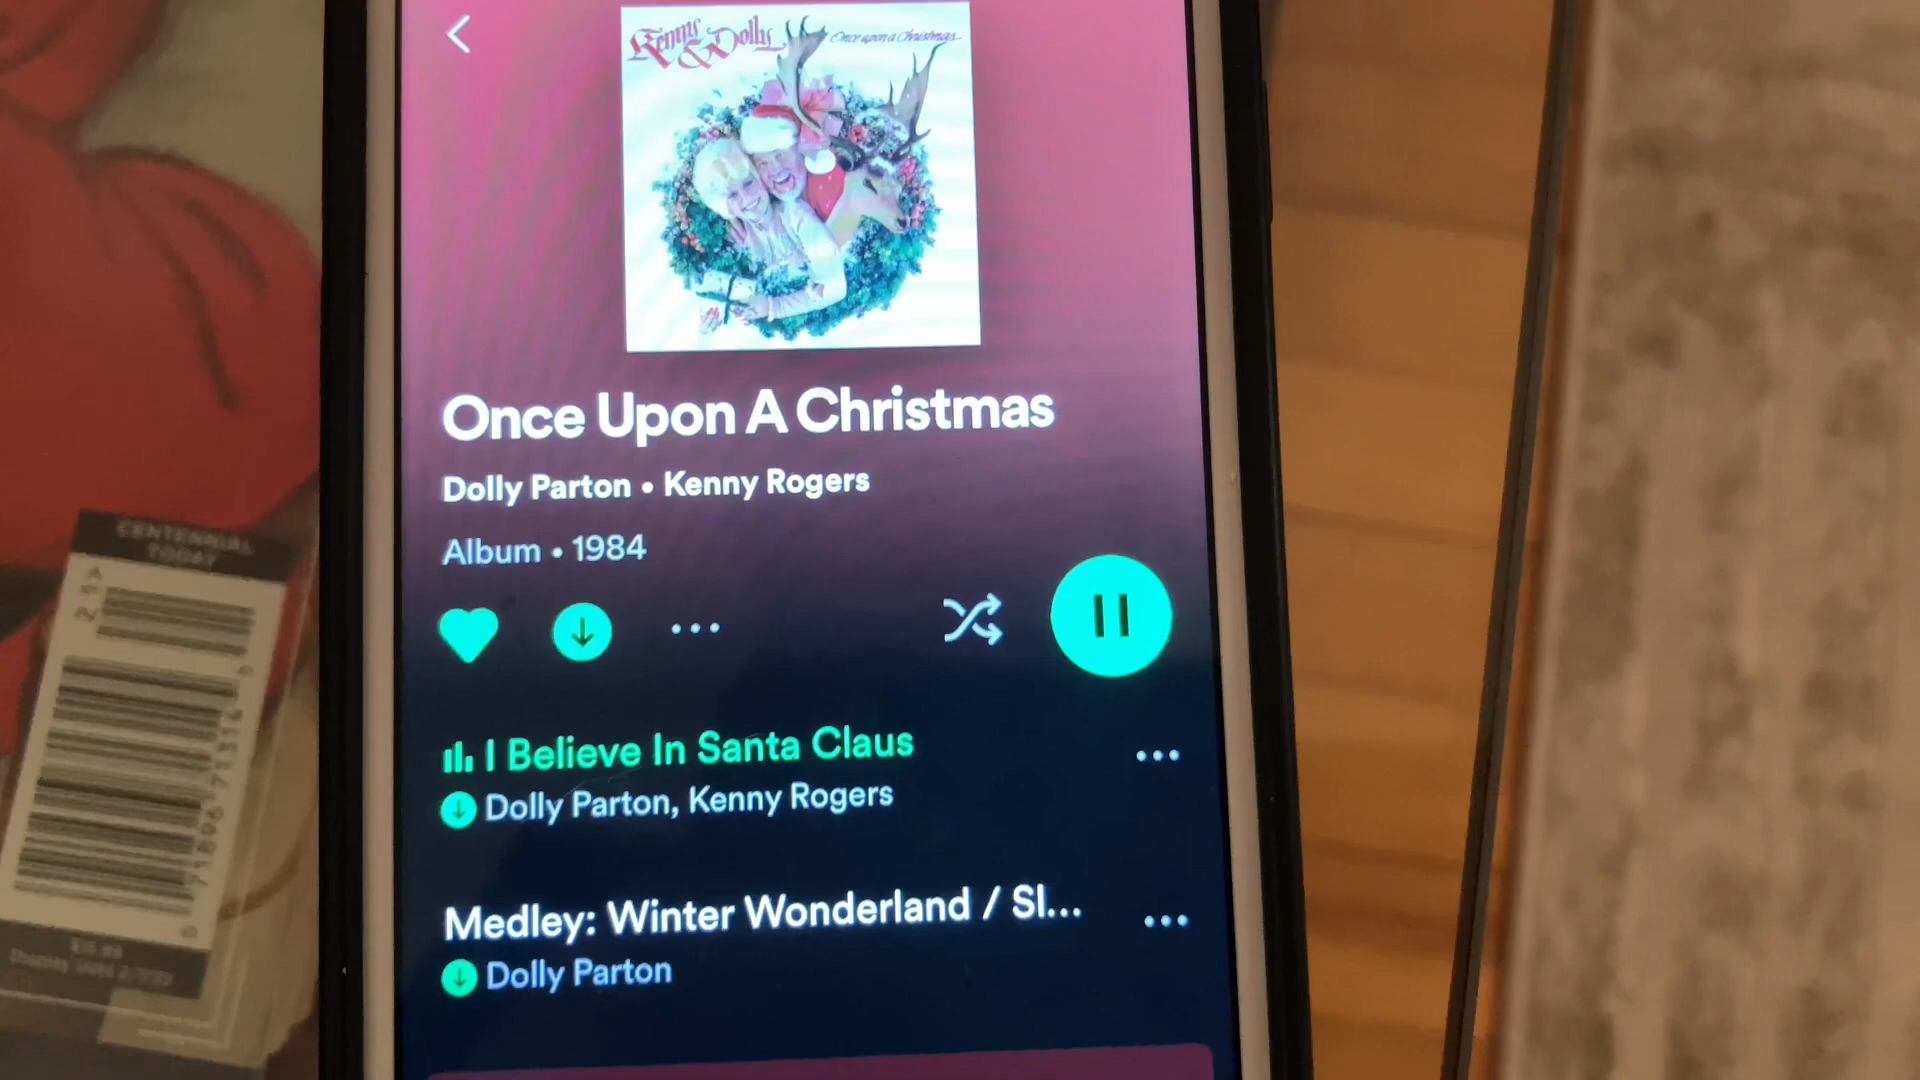 Kenny & Dolly
Once upon a Christmas
Once Upon A Christmas
Dolly Parton • Kenny Rogers
Album • 1984
I Believe In Santa Claus
Dolly Parton, Kenny Rogers
Medley: Winter Wonderland / Sl...
Dolly Parton
CENTENNIAL
TODAY